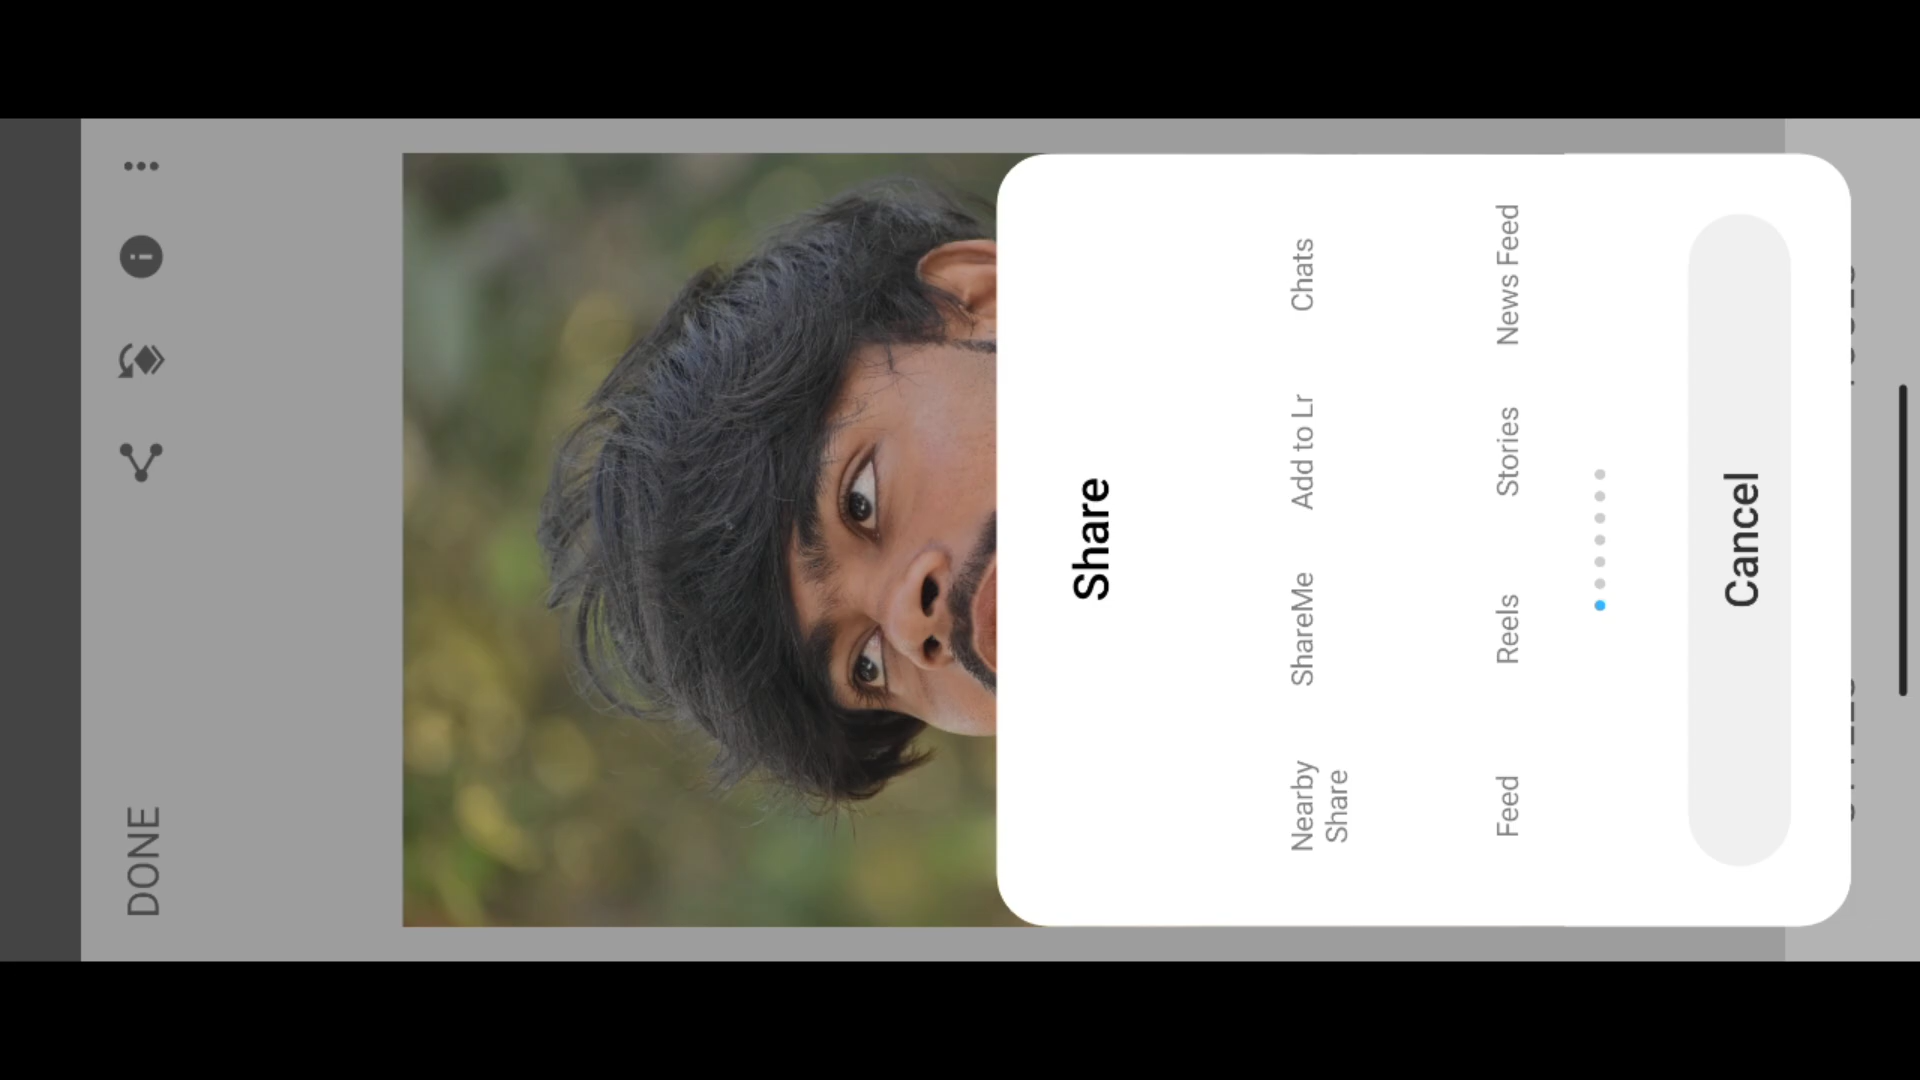 DONE
Share
Nearby
Share
ShareMe
Add to Lr
Chats
Feed
Reels
Stories
News Feed
Cancel